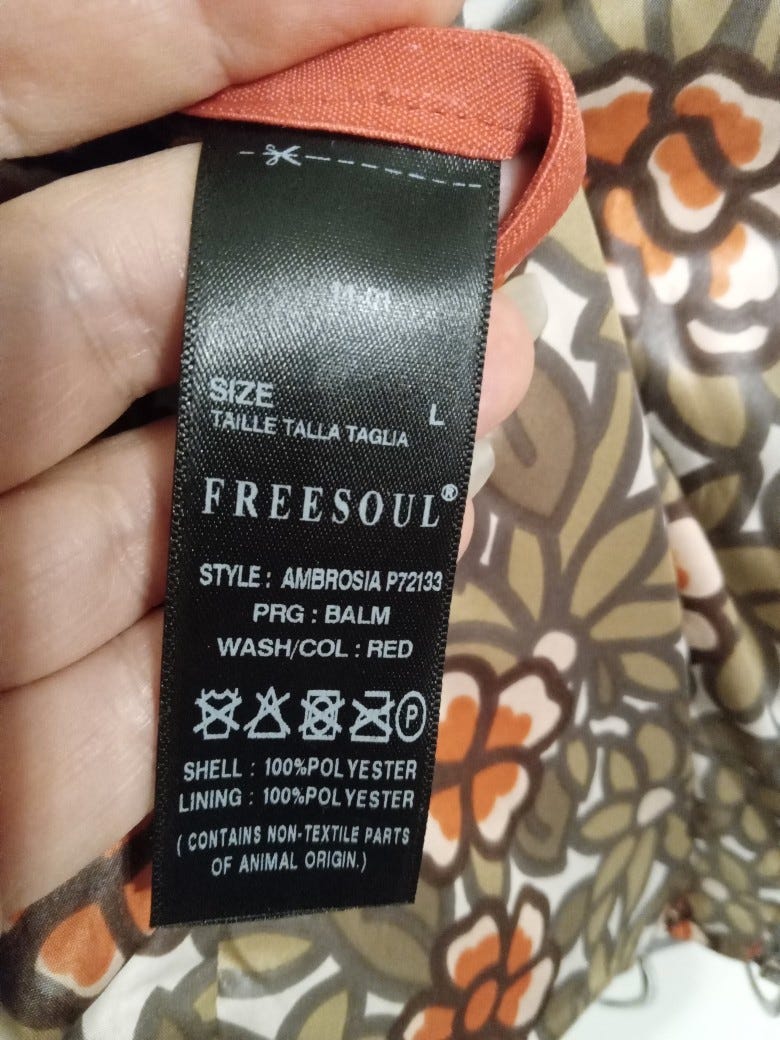 SIZE L
TAILLE TALLA TAGLIA
FREESOUL®
STYLE : AMBROSIA P72133
PRG : BALM
WASH/COL : RED
P
SHELL : 100%POLYESTER
LINING : 100%POLYESTER
( CONTAINS NON-TEXTILE PARTS
OF ANIMAL ORIGIN.)